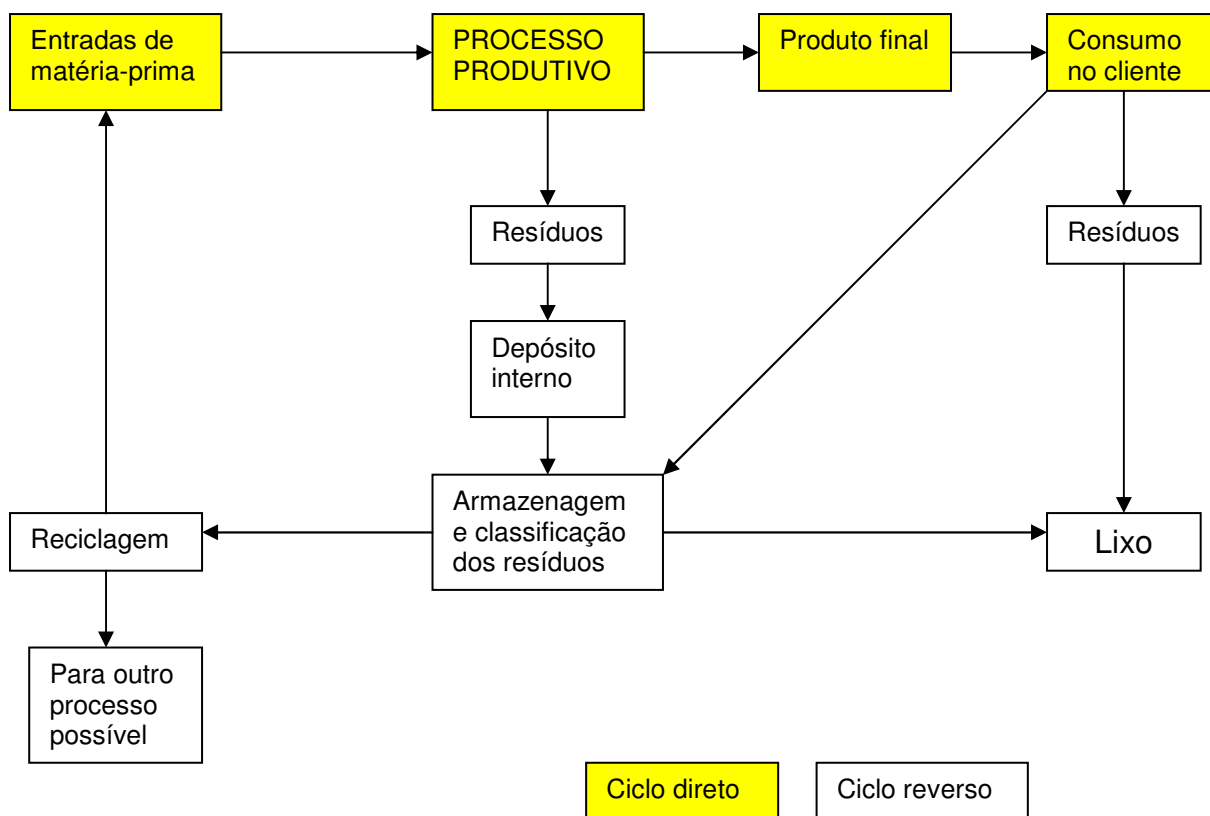 Entradas de
matéria-prima
PROCESSO
PRODUTIVO
Produto final
Consumo
no cliente
Resíduos
Resíduos
Depósito
interno
Armazenagem
e classificação
dos resíduos
Reciclagem
Lixo
Para outro
processo
possível
Ciclo direto
Ciclo reverso